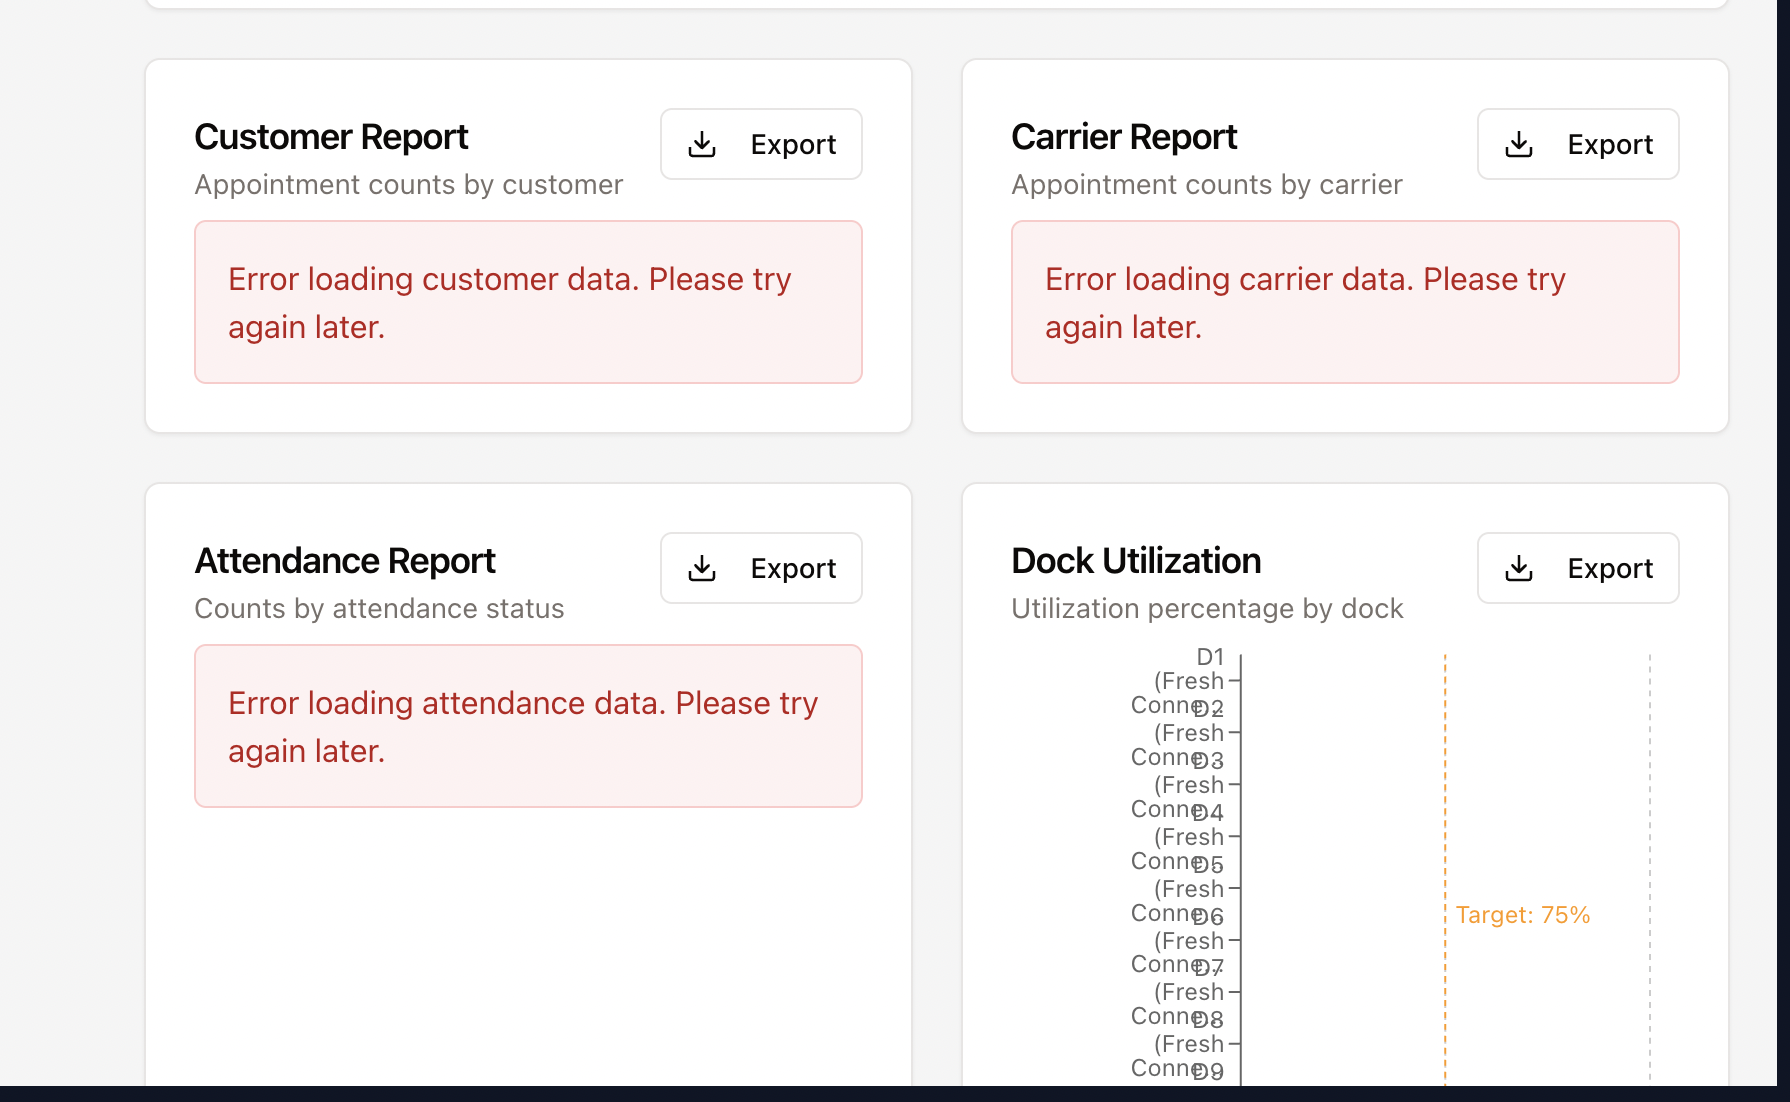 Customer Report
Export
Appointment counts by customer
Error loading customer data. Please try
again later.
Carrier Report
Export
Appointment counts by carrier
Error loading carrier data. Please try
again later.
Attendance Report
Export
Counts by attendance status
Error loading attendance data. Please try
again later.
Dock Utilization
Export
Utilization percentage by dock
D1
(Fresh
Conne...
D2
(Fresh
Conne...
D3
(Fresh
Conne...
D4
(Fresh
Conne...
D5
(Fresh
Conne...
D6
(Fresh
Conne...
D7
(Fresh
Conne...
D8
(Fresh
Conne...
D9
Target: 75%